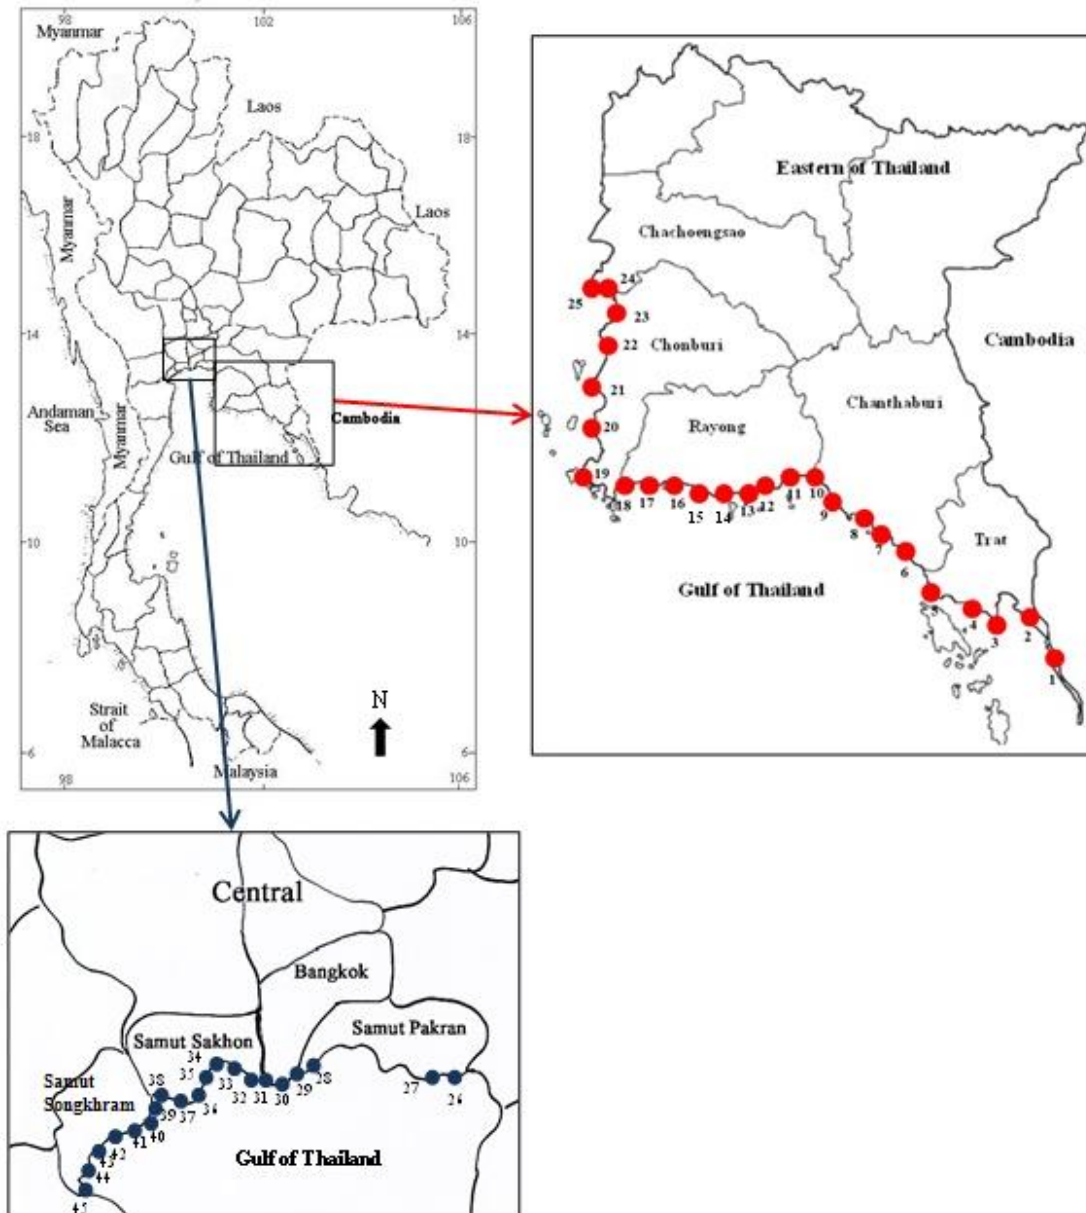 98
102
106
Myanmar
Laos
18
18
Laos
Myanmar
14
14
Andaman
Sea
Myanmar
Cambodia
Gulf of Thailand
10
10
Strait
of
Malacca
N
6
6
Malaysia
98
106
Eastern of Thailand
Chachoengsao
24
25
23
Cambodia
22
Chonburi
21
Chanthaburi
20
Rayong
19
18
17
16
15
14
13
12
11
10
9
8
7
6
Trat
Gulf of Thailand
5
4
3
2
1
Central
Bangkok
Samut Pakran
Samut Sakhon
34
35
33
32
31
30
29
28
27
26
Samut
Songkhram
38
39
37
36
41
40
42
43
44
45
Gulf of Thailand